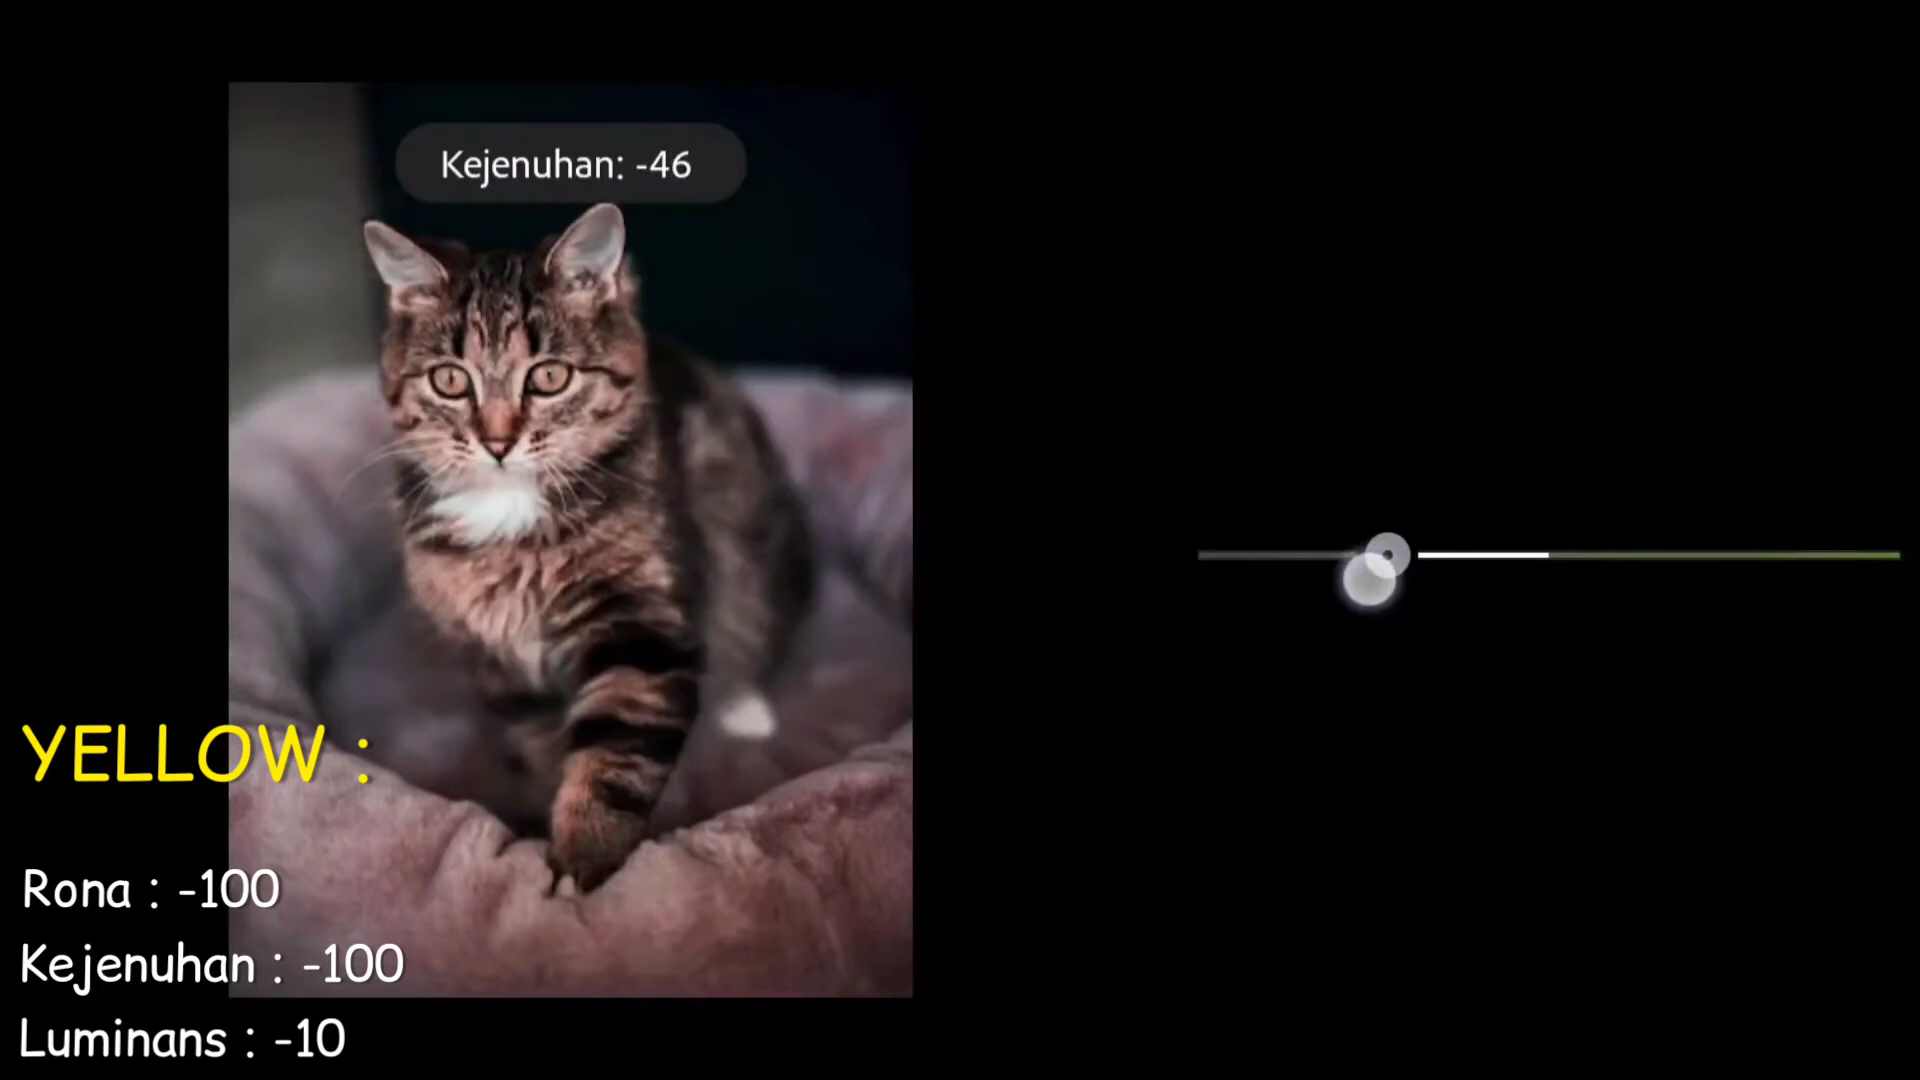 Kejenuhan: -46
YELLOW :
Rona : -100
Kejenuhan : -100
Luminans : -10